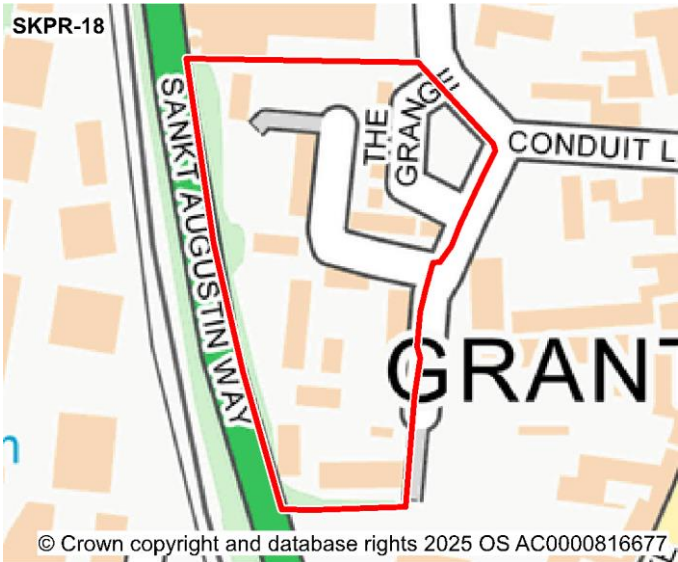 SKPR-18
SANKT AUGUSTIN WAY
THE
GRANGE
CONDUIT L
GRANT
n
© Crown copyright and database rights 2025 OS AC0000816677